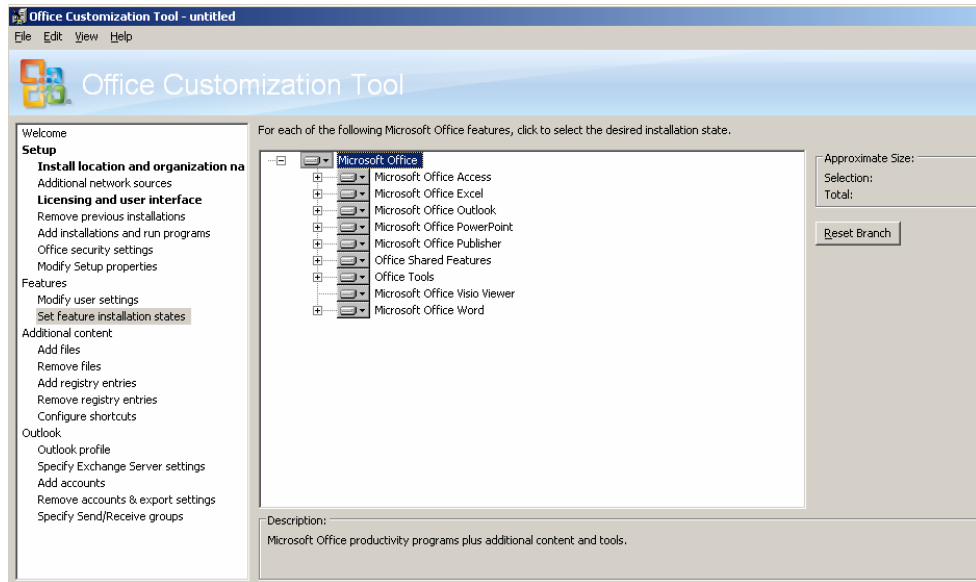 Office Customization Tool - untitled
File Edit View Help
Office Customization Tool
Welcome
Setup
Install location and organization na
Additional network sources
Licensing and user interface
Remove previous installations
Add installations and run programs
Office security settings
Modify Setup properties
Features
Modify user settings
Set feature installation states
Additional content
Add files
Remove files
Add registry entries
Remove registry entries
Configure shortcuts
Outlook
Outlook profile
Specify Exchange Server settings
Add accounts
Remove accounts & export settings
Specify Send/Receive groups
For each of the following Microsoft Office features, click to select the desired installation state.
Microsoft Office
Microsoft Office Access
Microsoft Office Excel
Microsoft Office Outlook
Microsoft Office PowerPoint
Microsoft Office Publisher
Office Shared Features
Office Tools
Microsoft Office Visio Viewer
Microsoft Office Word
Approximate Size:
Selection:
Total:
Reset Branch
Description:
Microsoft Office productivity programs plus additional content and tools.